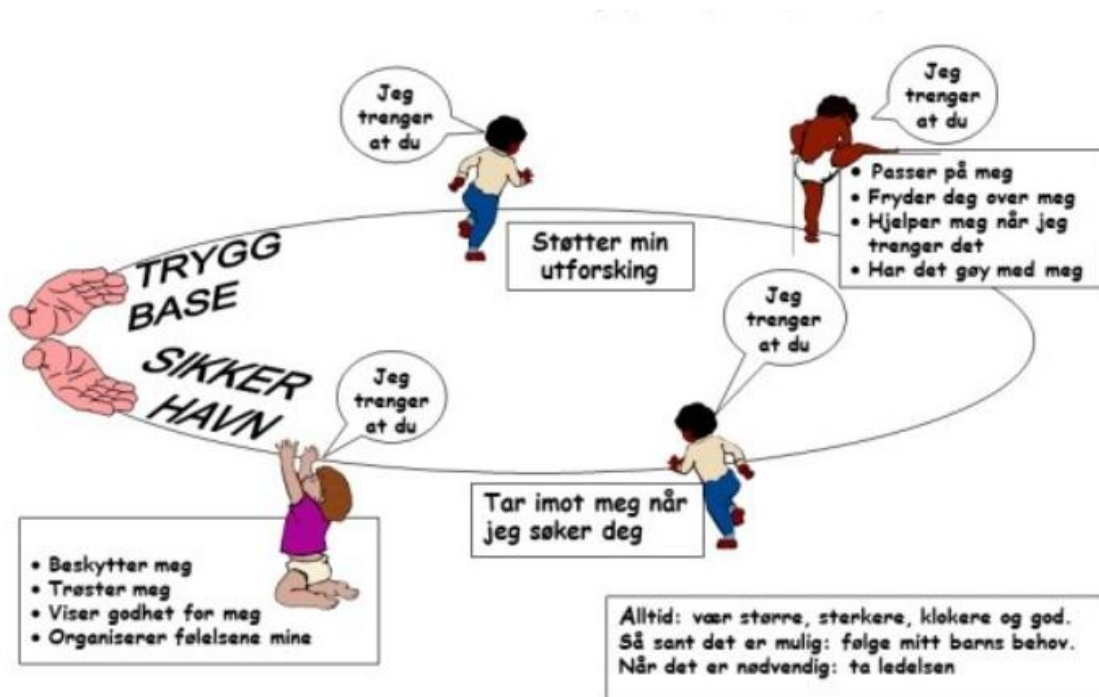 Jeg
trenger
at du
Jeg
trenger
at du
• Passer på meg
• Fryder deg over meg
• Hjelper meg når jeg
trenger det
• Har det gøy med meg
Støtter min
utforsking
TRYGG
BASE
SIKKER
HAVN
Jeg
trenger
at du
Jeg
trenger
at du
Tar imot meg når
jeg søker deg
• Beskytter meg
• Trøster meg
• Viser godhet for meg
• Organiserer følelsene mine
Alltid: vær større, sterkere, klokere og god.
Så sant det er mulig: følge mitt barns behov.
Når det er nødvendig: ta ledelsen